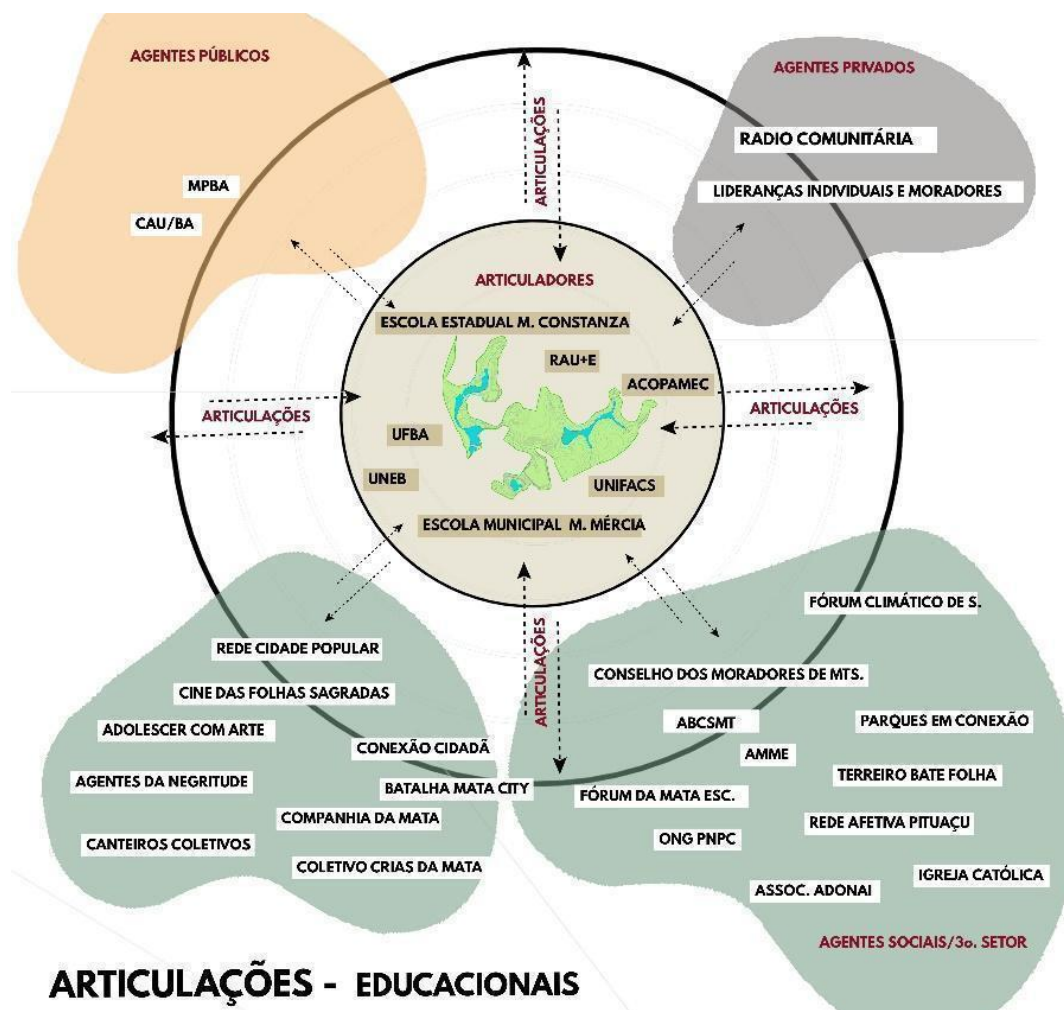 AGENTES PÚBLICOS
MPBA
CAU/BA
AGENTES PRIVADOS
RADIO COMUNITÁRIA
LIDERANÇAS INDIVIDUAIS E MORADORES
ARTICULAÇÕES
ARTICULADORES
ESCOLA ESTADUAL M. CONSTANZA
RAU+E
ACOPAMEC
UFBA
UNEB
UNIFACS
ESCOLA MUNICIPAL M. MÉRCIA
ARTICULAÇÕES
ARTICULAÇÕES
ARTICULAÇÕES
REDE CIDADE POPULAR
CINE DAS FOLHAS SAGRADAS
ADOLESCER COM ARTE
CONEXÃO CIDADÃ
AGENTES DA NEGRITUDE
BATALHA MATA CITY
COMPANHIA DA MATA
CANTEIROS COLETIVOS
COLETIVO CRIAS DA MATA
FÓRUM CLIMÁTICO DE S.
CONSELHO DOS MORADORES DE MTS.
ABCSMT
PARQUES EM CONEXÃO
AMME
TERREIRO BATE FOLHA
FÓRUM DA MATA ESC.
REDE AFETIVA PITUAÇU
ONG PNPC
IGREJA CATÓLICA
ASSOC. ADONAI
AGENTES SOCIAIS/3o. SETOR
ARTICULAÇÕES - EDUCACIONAIS